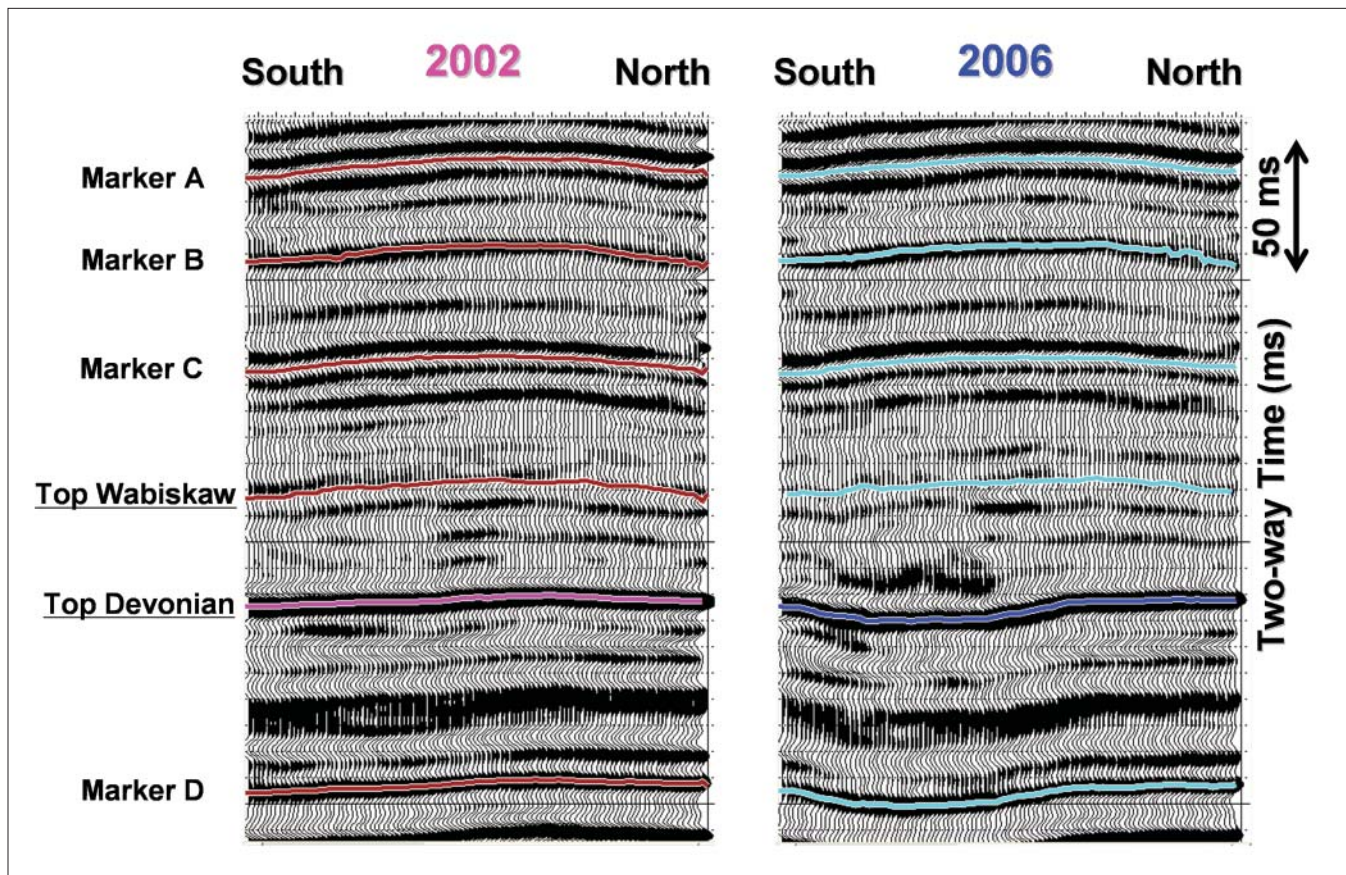 2002
South North
2006
South North
Marker A
Marker B
Marker C
Top Wabiskaw
Top Devonian
Marker D
50 ms
Two-way Time (ms)